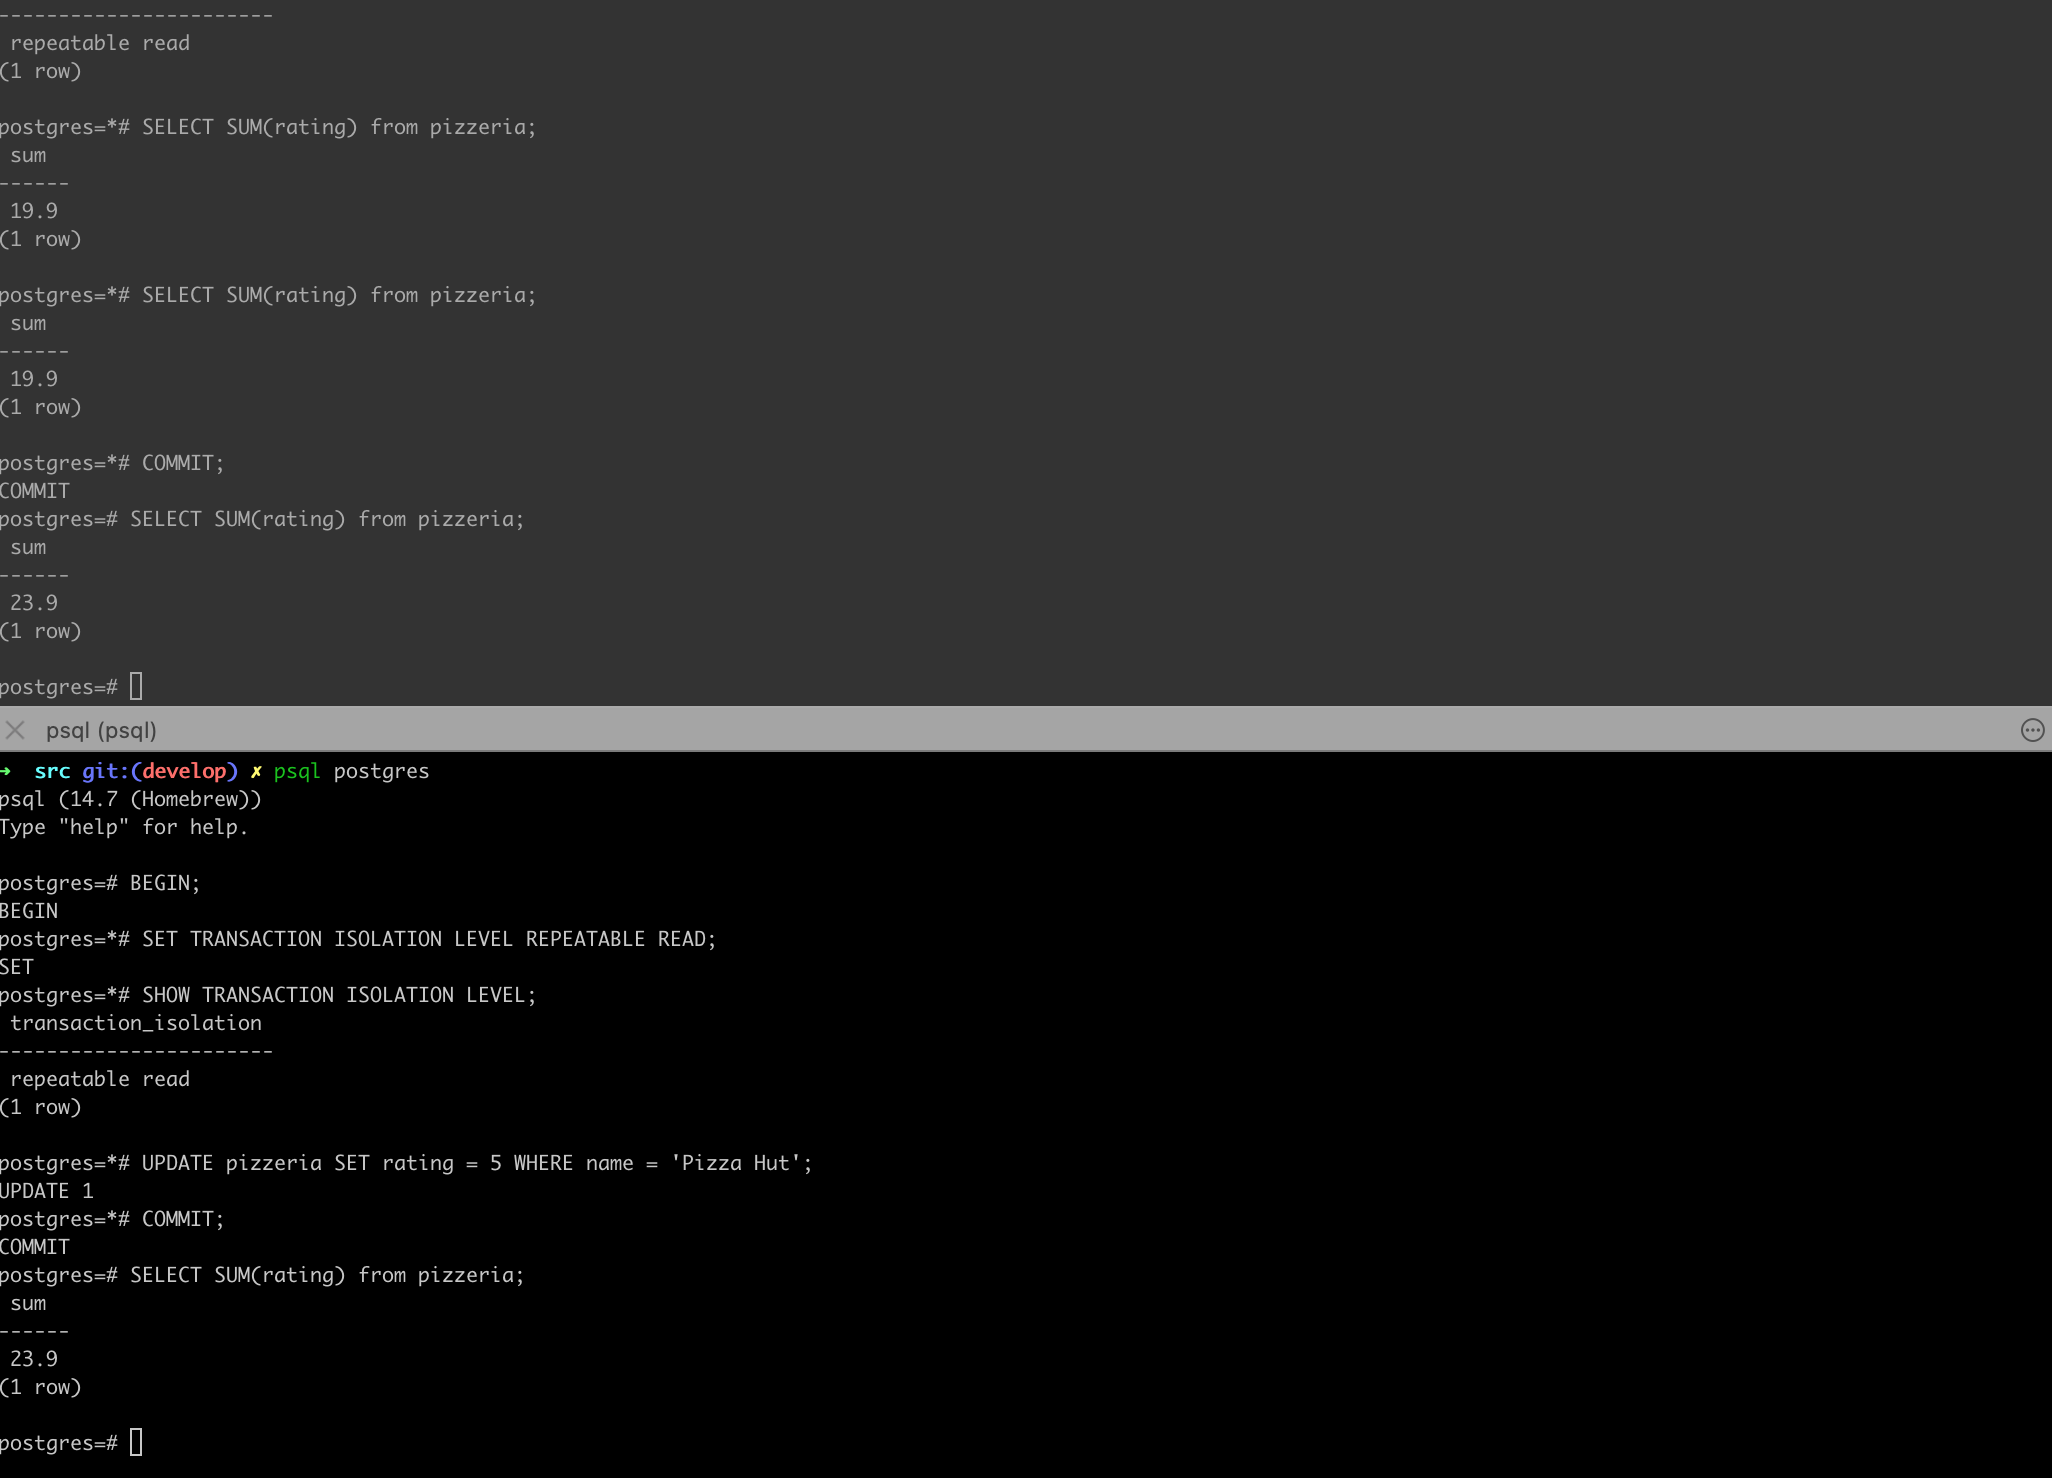 -----------------------
 repeatable read
(1 row)

postgres=*# SELECT SUM(rating) from pizzeria;
 sum
------
 19.9
(1 row)

postgres=*# SELECT SUM(rating) from pizzeria;
 sum
------
 19.9
(1 row)

postgres=*# COMMIT;
COMMIT
postgres=# SELECT SUM(rating) from pizzeria;
 sum
------
 23.9
(1 row)

postgres=#
psql (psql)
➜  src git:(develop) ✗ psql postgres
psql (14.7 (Homebrew))
Type "help" for help.

postgres=# BEGIN;
BEGIN
postgres=*# SET TRANSACTION ISOLATION LEVEL REPEATABLE READ;
SET
postgres=*# SHOW TRANSACTION ISOLATION LEVEL;
 transaction_isolation
-----------------------
 repeatable read
(1 row)

postgres=*# UPDATE pizzeria SET rating = 5 WHERE name = 'Pizza Hut';
UPDATE 1
postgres=*# COMMIT;
COMMIT
postgres=# SELECT SUM(rating) from pizzeria;
 sum
------
 23.9
(1 row)

postgres=#